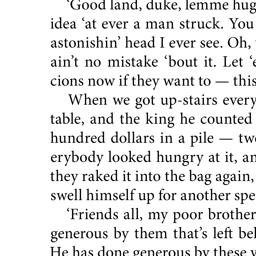 'Good land, duke, lemme hug
idea 'at ever a man struck. You
astonishin' head I ever see. Oh,
ain't no mistake 'bout it. Let
cions now if they want to — this
When we got up-stairs every
table, and the king he counted
hundred dollars in a pile — tw
erybody looked hungry at it, an
they raked it into the bag again,
swell himself up for another spe
'Friends all, my poor brother
generous by them that's left be
He has done generous by these